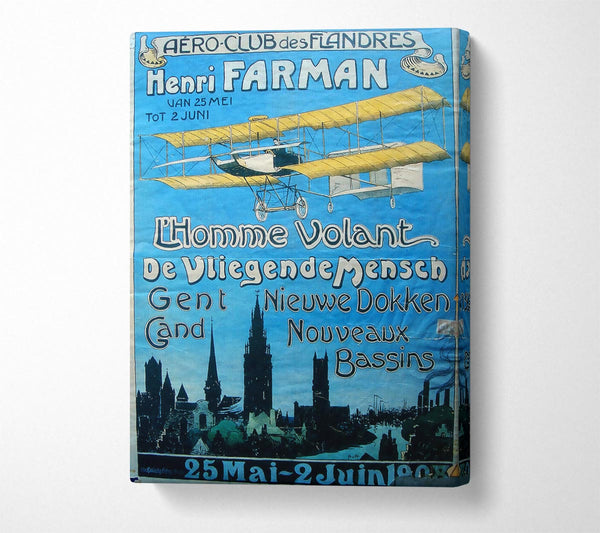 AÉRO-CLUB des FLANDRES
Henri FARMAN
VAN 25 MEI
TOT 2 JUNI
L'Homme Volant
De Vliegende Mensch
Gent Nieuwe Dokken
Gand Nouveaux
Bassins
25 Mai-2 Juin 1908